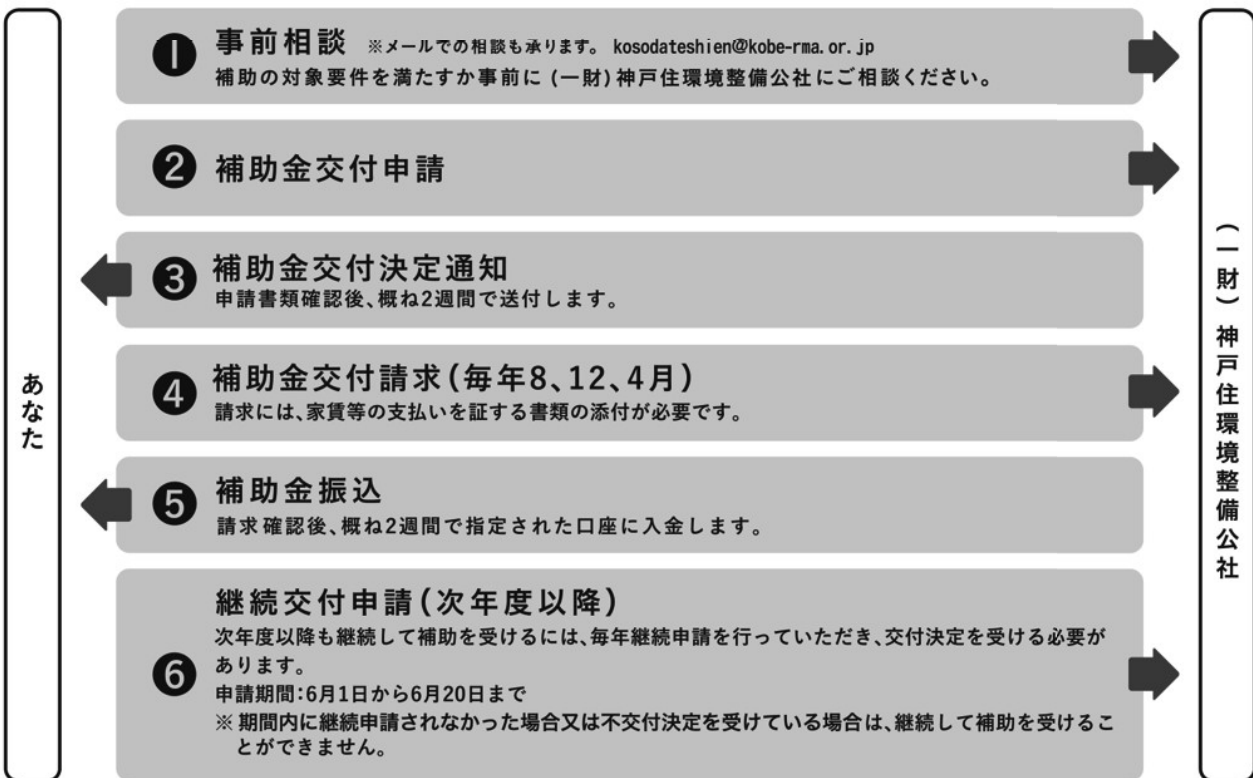 あなた
❶ 事前相談 ※メールでの相談も承ります。 kosodateshien@kobe-rma.or.jp
補助の対象要件を満たすか事前に(一財)神戸住環境整備公社にご相談ください。
❷ 補助金交付申請
❸ 補助金交付決定通知
申請書類確認後、概ね2週間で送付します。
❹ 補助金交付請求(毎年8、12、4月)
請求には、家賃等の支払いを証する書類の添付が必要です。
❺ 補助金振込
請求確認後、概ね2週間で指定された口座に入金します。
❻ 継続交付申請(次年度以降)
次年度以降も継続して補助を受けるには、毎年継続申請を行っていただき、交付決定を受ける必要が
あります。
申請期間:6月1日から6月20日まで
※期間内に継続申請されなかった場合又は不交付決定を受けている場合は、継続して補助を受けるこ
とができません。
(一財)神戸住環境整備公社